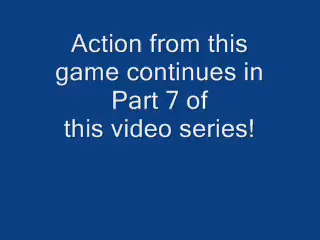 Action from this
game continues in
Part 7 of
this video series!